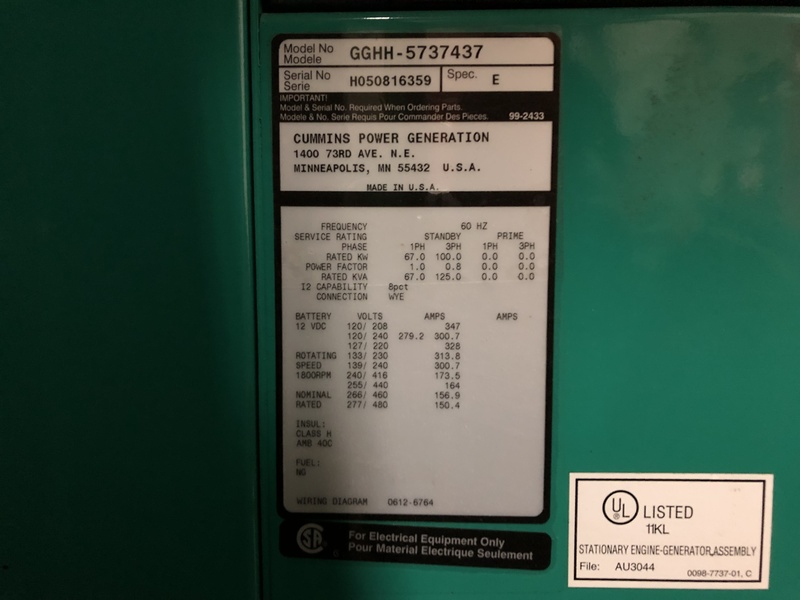 Model No
Modele
GGHH-5737437
Serial No
Serie
H050816359
Spec.
E
IMPORTANT!
Model & Serial No. Required When Ordering Parts.
Modele & No. Serie Requis Pour Commander Des Pieces.
99-2433
CUMMINS POWER GENERATION
1400 73RD AVE. N.E.
MINNEAPOLIS, MN 55432 U.S.A.
MADE IN U.S.A.
FREQUENCY 60 HZ
SERVICE RATING STANDBY PRIME
PHASE 1PH 3PH 1PH 3PH
RATED KW 67.0 100.0 0.0 0.0
POWER FACTOR 1.0 0.8 0.0 0.0
RATED KVA 67.0 125.0 0.0 0.0
I2 CAPABILITY 8pct
CONNECTION WYE
BATTERY VOLTS AMPS AMPS
12 VDC 120/ 208 347
120/ 240 279.2 300.7
127/ 220 328
ROTATING 133/ 230 313.8
SPEED 139/ 240 300.7
1800RPM 240/ 416 173.5
255/ 440 164
NOMINAL 266/ 460 156.9
RATED 277/ 480 150.4
INSUL:
CLASS H
AMB 40C
FUEL:
NG
WIRING DIAGRAM 0612-6764
SA
For Electrical Equipment Only
Pour Material Electrique Seulement
UL LISTED
11KL
STATIONARY ENGINE-GENERATOR ASSEMBLY
File: AU3044
0098-7737-01, C